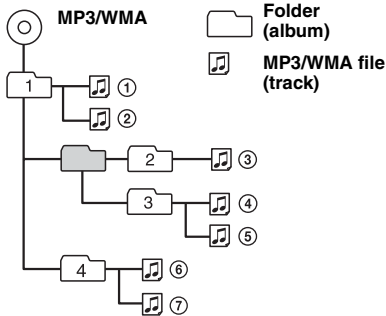 MP3/WMA
Folder
(album)
MP3/WMA file
(track)
1
①
②
2
③
3
④
⑤
4
⑥
⑦